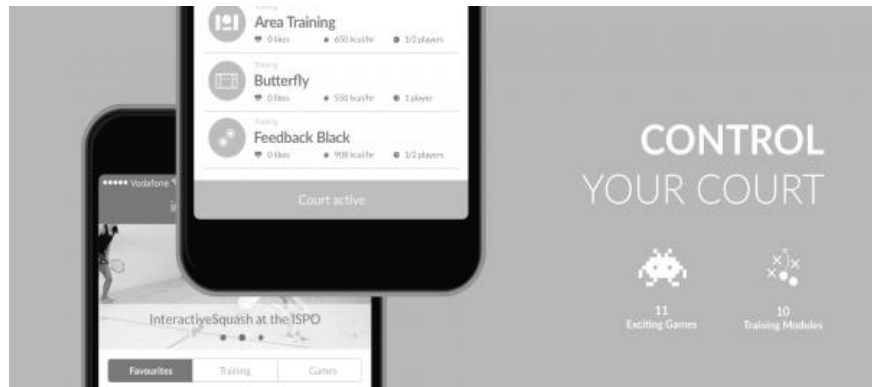 Training
Area Training
0 likes 650 kcal/hr 1/2 players
Training
Butterfly
0 likes 550 kcal/hr 1 player
Training
Feedback Black
0 likes 908 kcal/hr 1/2 players
Court active
Vodafone
InteractiveSquash at the ISPO
Favourites Training Games
CONTROL
YOUR COURT
11 10
Exciting Games Training Modules